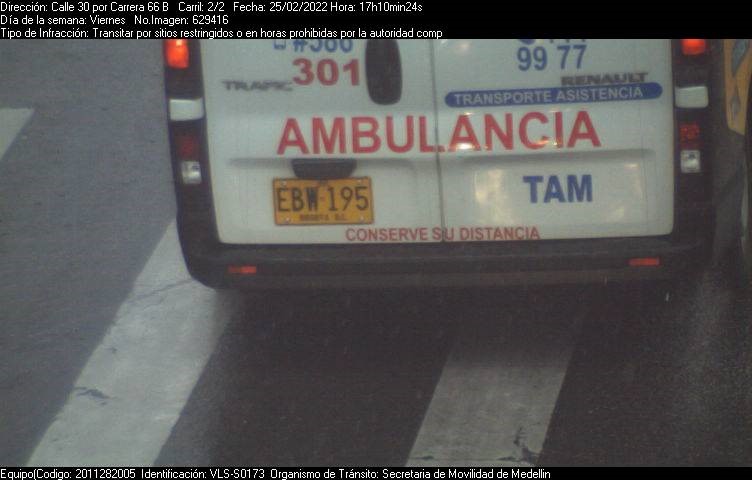 Dirección: Calle 30 por Carrera 66 B Carril: 2/2 Fecha: 25/02/2022 Hora: 17h10min24s
Día de la semana: Viernes No.Imagen: 629416
Tipo de Infracción: Transitar por sitios restringidos o en horas prohibidas por la autoridad comp
99 77
301
TRAFIC
RENAULT
TRANSPORTE ASISTENCIA
AMBULANCIA
TAM
EBW 195
BOGOTA D.C.
CONSERVE SU DISTANCIA
Equipo(Codigo: 2011282005 Identificación: VLS-S0173 Organismo de Tránsito: Secretaria de Movilidad de Medellin